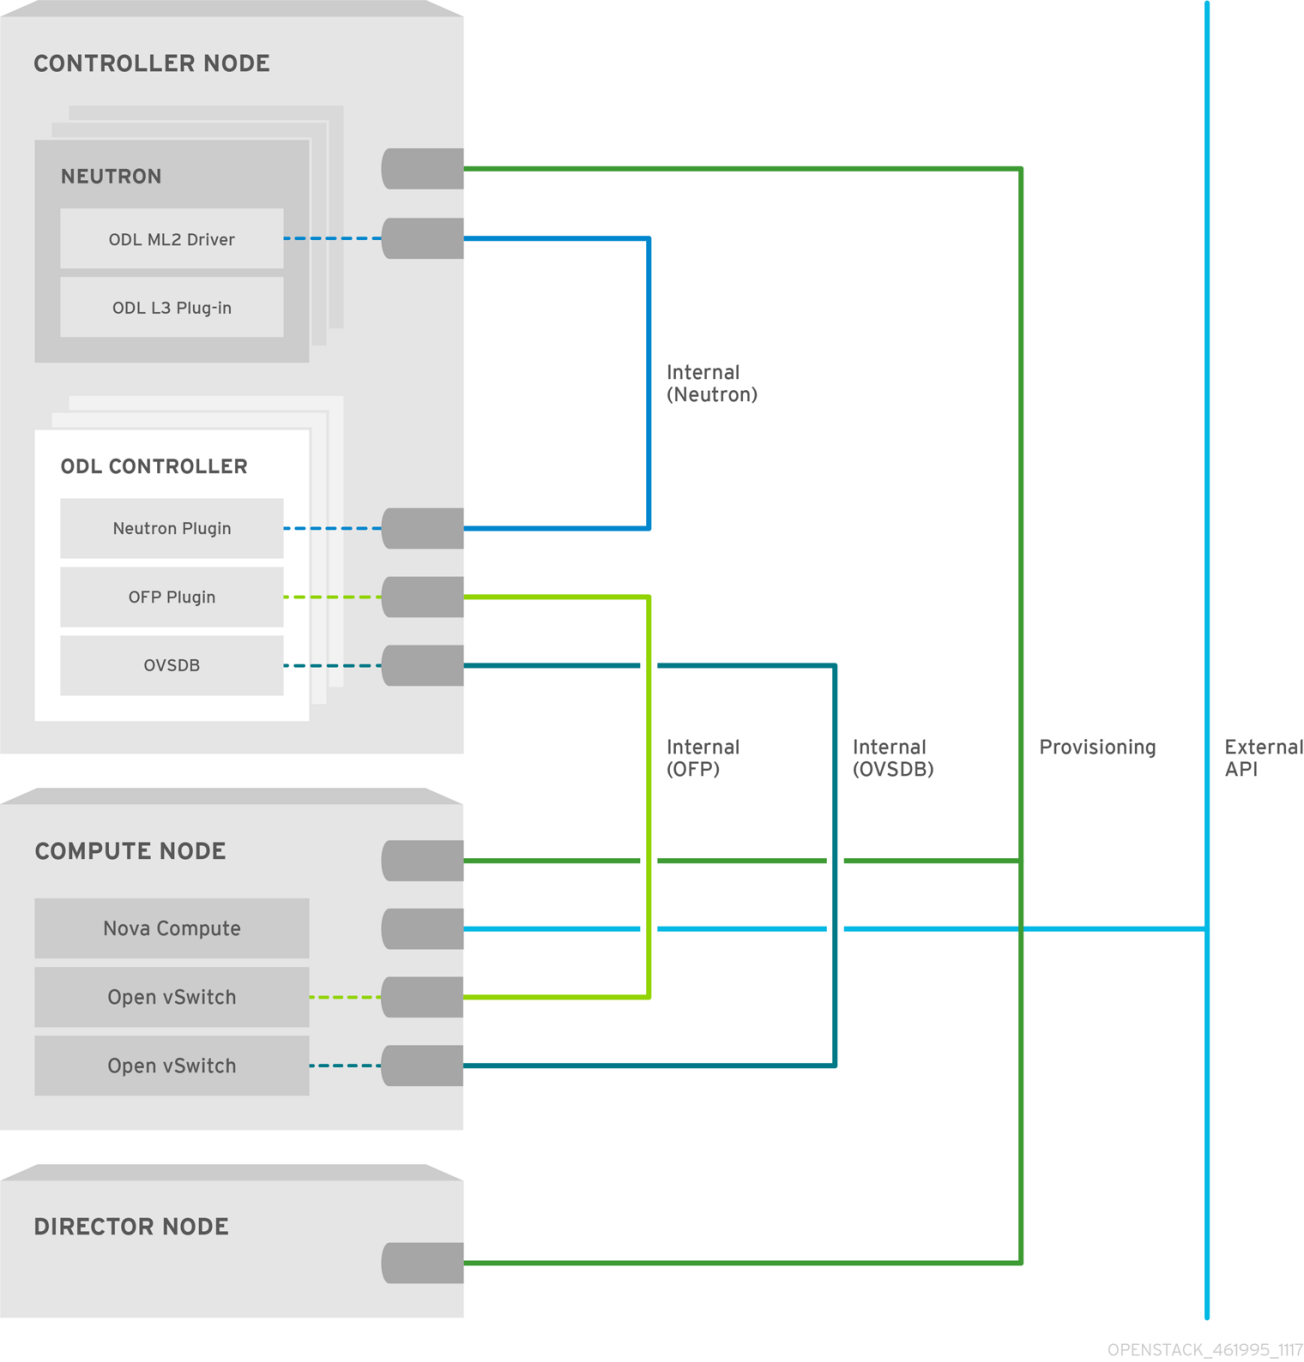 CONTROLLER NODE
NEUTRON
ODL ML2 Driver
ODL L3 Plug-in
Internal
(Neutron)
ODL CONTROLLER
Neutron Plugin
OFP Plugin
OVSDB
Internal
(OFP)
Internal
(OVSDB)
Provisioning
External
API
COMPUTE NODE
Nova Compute
Open vSwitch
Open vSwitch
DIRECTOR NODE
OPENSTACK_461995_1117